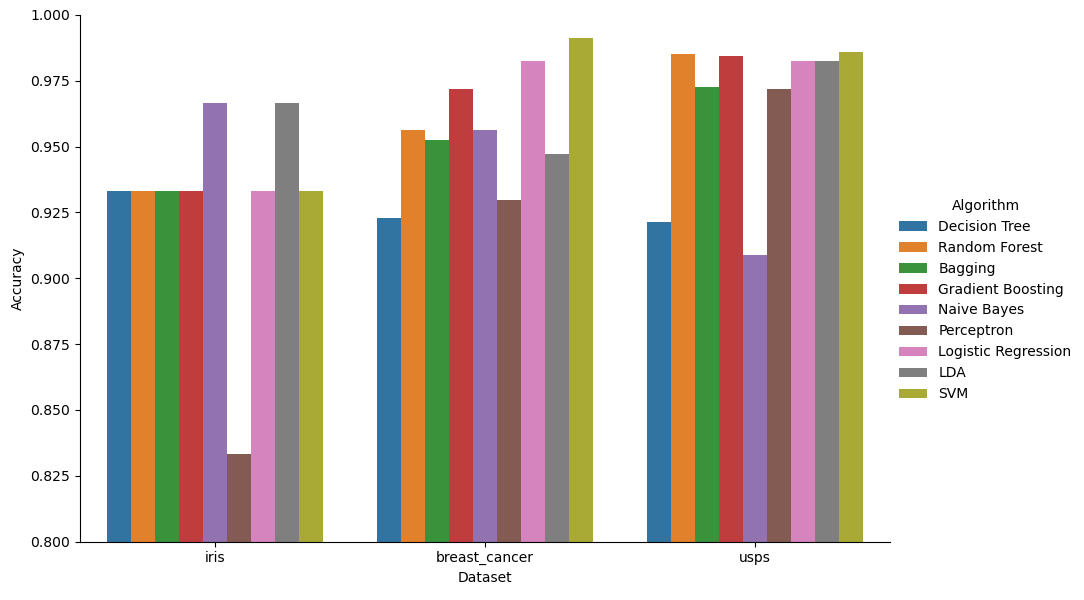 1.000
0.975
0.950
0.925
0.900
0.875
0.850
0.825
0.800
Accuracy
iris
breast_cancer
usps
Dataset
Algorithm
Decision Tree
Random Forest
Bagging
Gradient Boosting
Naive Bayes
Perceptron
Logistic Regression
LDA
SVM